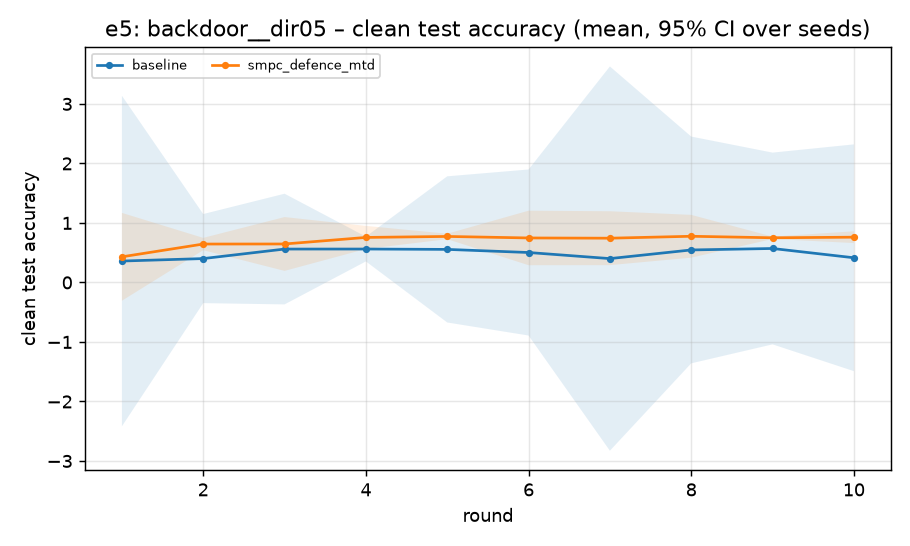 e5: backdoor__dir05 – clean test accuracy (mean, 95% CI over seeds)
baseline smpc_defence_mtd
clean test accuracy
3
2
1
0
−1
−2
−3
2 4 6 8 10
round